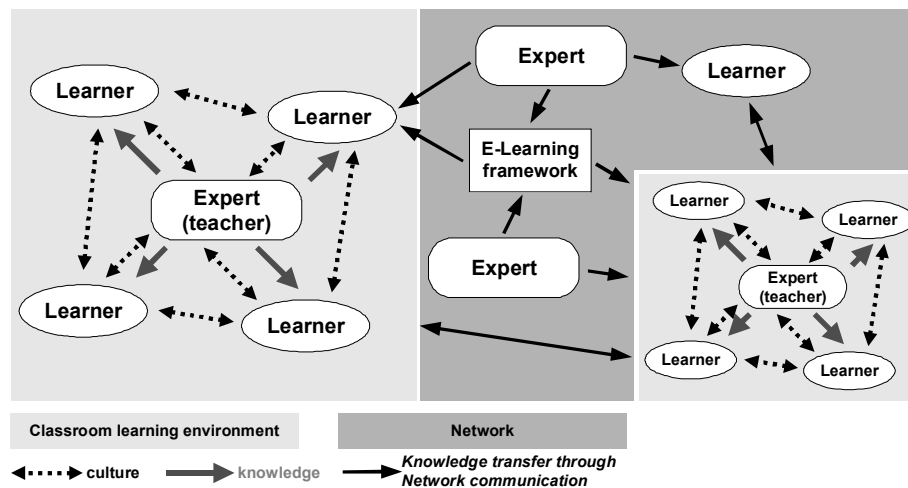 Learner
Learner
Expert
(teacher)
Learner
Learner
Expert
Learner
E-Learning
framework
Expert
Learner
Learner
Expert
(teacher)
Learner
Learner
Classroom learning environment
Network
culture
knowledge
Knowledge transfer through
Network communication